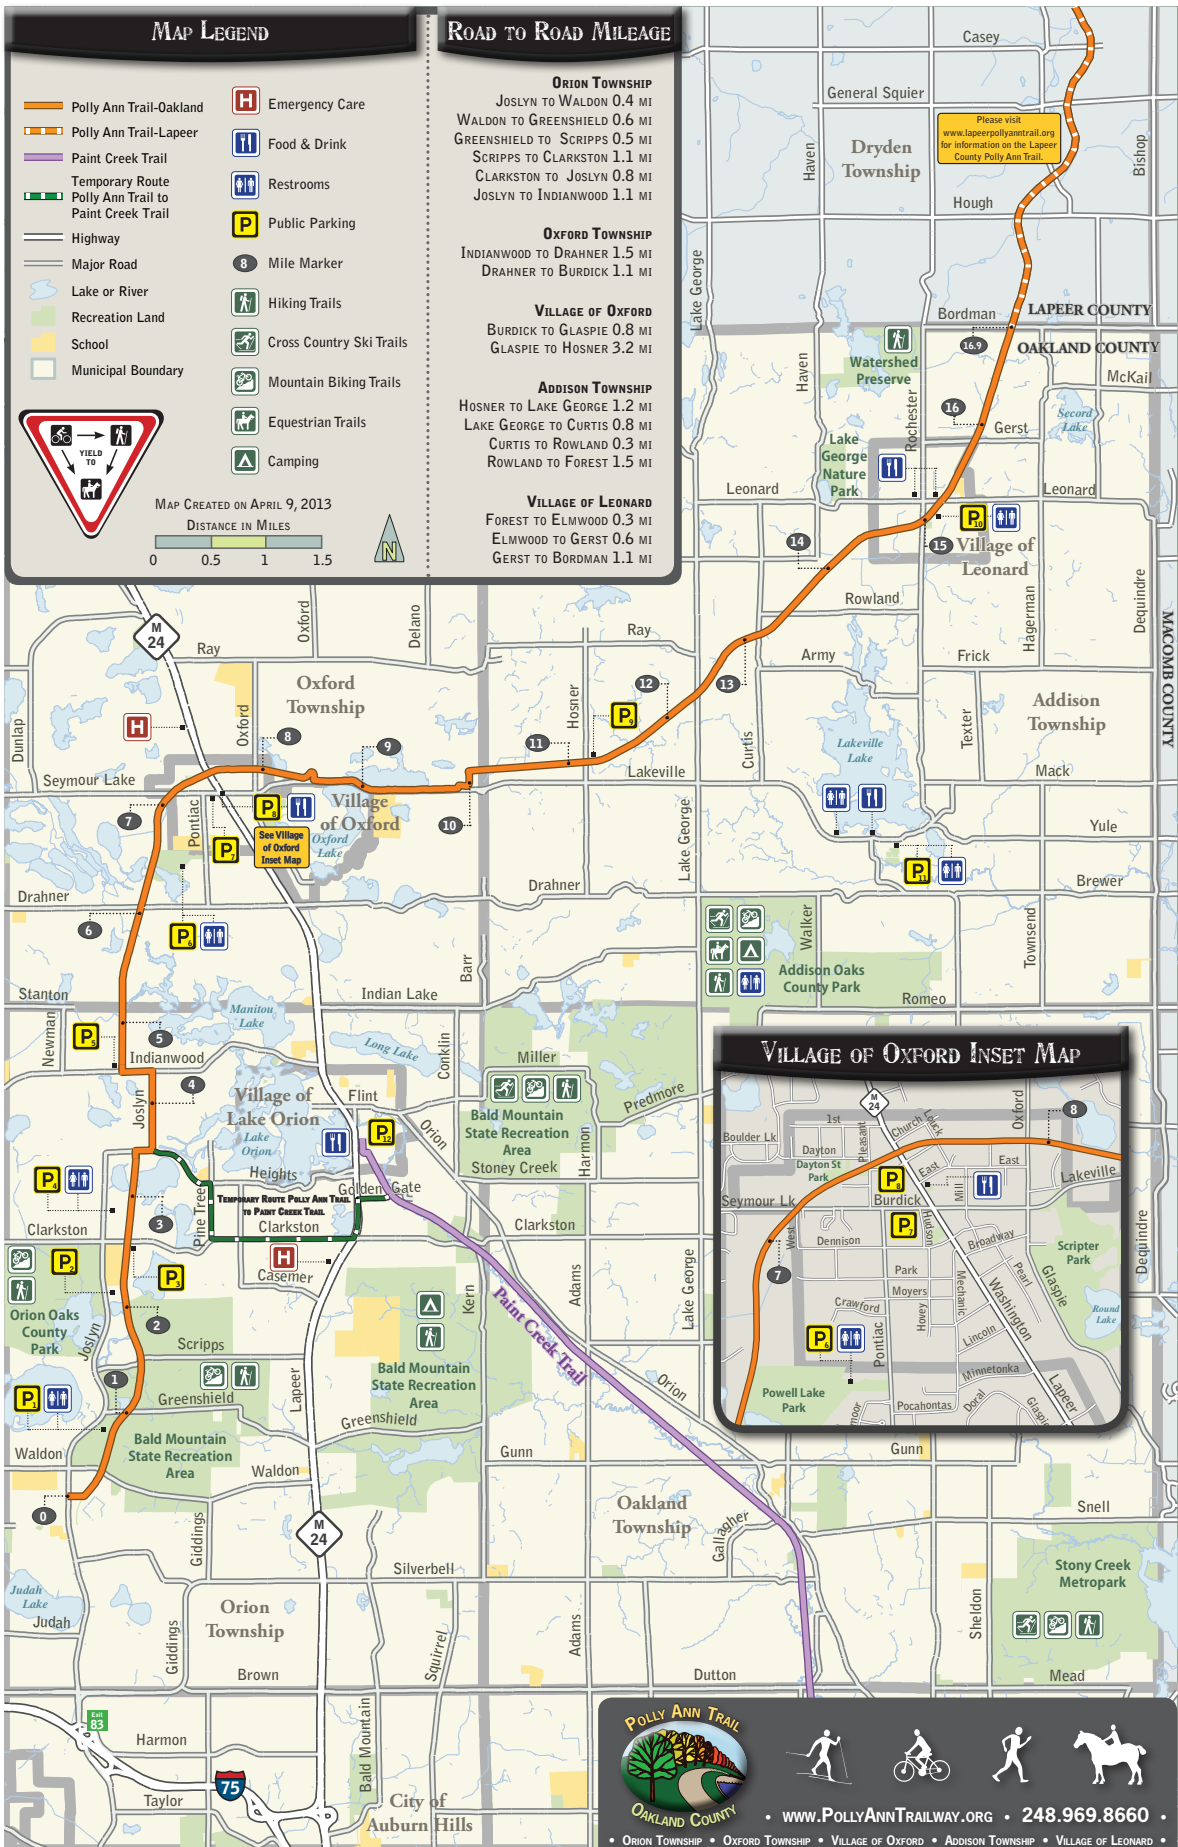 Map Legend
Polly Ann Trail-Oakland
Polly Ann Trail-Lapeer
Paint Creek Trail
Temporary Route
Polly Ann Trail to
Paint Creek Trail
Highway
Major Road
Lake or River
Recreation Land
School
Municipal Boundary
H Emergency Care
Food & Drink
Restrooms
P Public Parking
8 Mile Marker
Hiking Trails
Cross Country Ski Trails
Mountain Biking Trails
Equestrian Trails
Camping
YIELD
TO
Map Created on April 9, 2013
Distance in Miles
0 0.5 1 1.5
N
Road to Road Mileage
Orion Township
Joslyn to Waldon 0.4 mi
Waldon to Greenshield 0.6 mi
Greenshield to Scripps 0.5 mi
Scripps to Clarkston 1.1 mi
Clarkston to Joslyn 0.8 mi
Joslyn to Indianwood 1.1 mi
Oxford Township
Indianwood to Drahner 1.5 mi
Drahner to Burdick 1.1 mi
Village of Oxford
Burdick to Glaspie 0.8 mi
Glaspie to Hosner 3.2 mi
Addison Township
Hosner to Lake George 1.2 mi
Lake George to Curtis 0.8 mi
Curtis to Rowland 0.3 mi
Rowland to Forest 1.5 mi
Village of Leonard
Forest to Elmwood 0.3 mi
Elmwood to Gerst 0.6 mi
Gerst to Bordman 1.1 mi
Casey
General Squier
Please visit
www.lapeerpollyanntrail.org
for information on the Lapeer
County Polly Ann Trail.
Dryden
Township
Haven
Bishop
Hough
Lake George
Bordman
LAPEER COUNTY
16.9
OAKLAND COUNTY
Watershed
Preserve
Haven
McKail
16
Rochester
Gerst
Secord
Lake
Lake
George
Nature
Park
Leonard
Leonard
P10
15
Village of
Leonard
14
Rowland
Hagerman
Dequindre
MACOMB COUNTY
M
24
Ray
Oxford
Delano
Ray
Army
Frick
Oxford
Township
12
13
Hosner
P9
Addison
Township
Dunlap
H
Oxford
8
9
11
Curtis
Lakeville
Lake
Texter
Seymour Lake
Lakeville
Mack
7
Pontiac
P8
Village
of Oxford
See Village
of Oxford
Inset Map
Oxford
Lake
P7
10
Lake George
Yule
P11
Drahner
Drahner
Brewer
6
P6
Barr
Walker
Townsend
Addison Oaks
County Park
Stanton
Indian Lake
Romeo
Newman
P5
5
Manitou
Lake
Long Lake
Indianwood
Conklin
Miller
4
Joslyn
Village of
Lake Orion
Flint
Predmore
Bald Mountain
State Recreation
Area
P12
Orion
Lake
Orion
Harmon
Heights
Stoney Creek
P4
Golden Gate
Temporary Route Polly Ann Trail
to Paint Creek Trail
Pine Tree
3
Clarkston
Clarkston
Clarkston
P2
P3
H
Casemer
Orion Oaks
County
Park
2
Joslyn
Scripps
Kern
Adams
Lake George
Paint Creek Trail
1
P1
Greenshield
Lapeer
Bald Mountain
State Recreation
Area
Orion
Greenshield
Waldon
Bald Mountain
State Recreation
Area
Waldon
Gunn
Gunn
0
Giddings
M
24
Oakland
Township
Gallagher
Snell
Silverbell
Stony Creek
Metropark
Judah
Lake
Judah
Orion
Township
Giddings
Squirrel
Adams
Sheldon
Brown
Dutton
Mead
Exit
83
Harmon
Bald Mountain
75
Taylor
City of
Auburn Hills
Village of Oxford Inset Map
M
24
1st
Church
Oxford
8
Boulder Lk
Pleasant
Dayton
Dayton St
Park
East
East
Lakeville
P8
Mill
Seymour Lk
Burdick
P7
Hudson
West
Dennison
Broadway
Scripter
Park
7
Park
Pearl
Glaspie
Moyers
Mechanic
Washington
Crawford
Hovey
Round
Lake
P6
Pontiac
Lincoln
Minnetonka
Powell Lake
Park
Pocahontas
Doral
Lapeer
Dequindre
Polly Ann Trail
Oakland County
• www.PollyAnnTrailway.org • 248.969.8660 •
• Orion Township • Oxford Township • Village of Oxford • Addison Township • Village of Leonard •